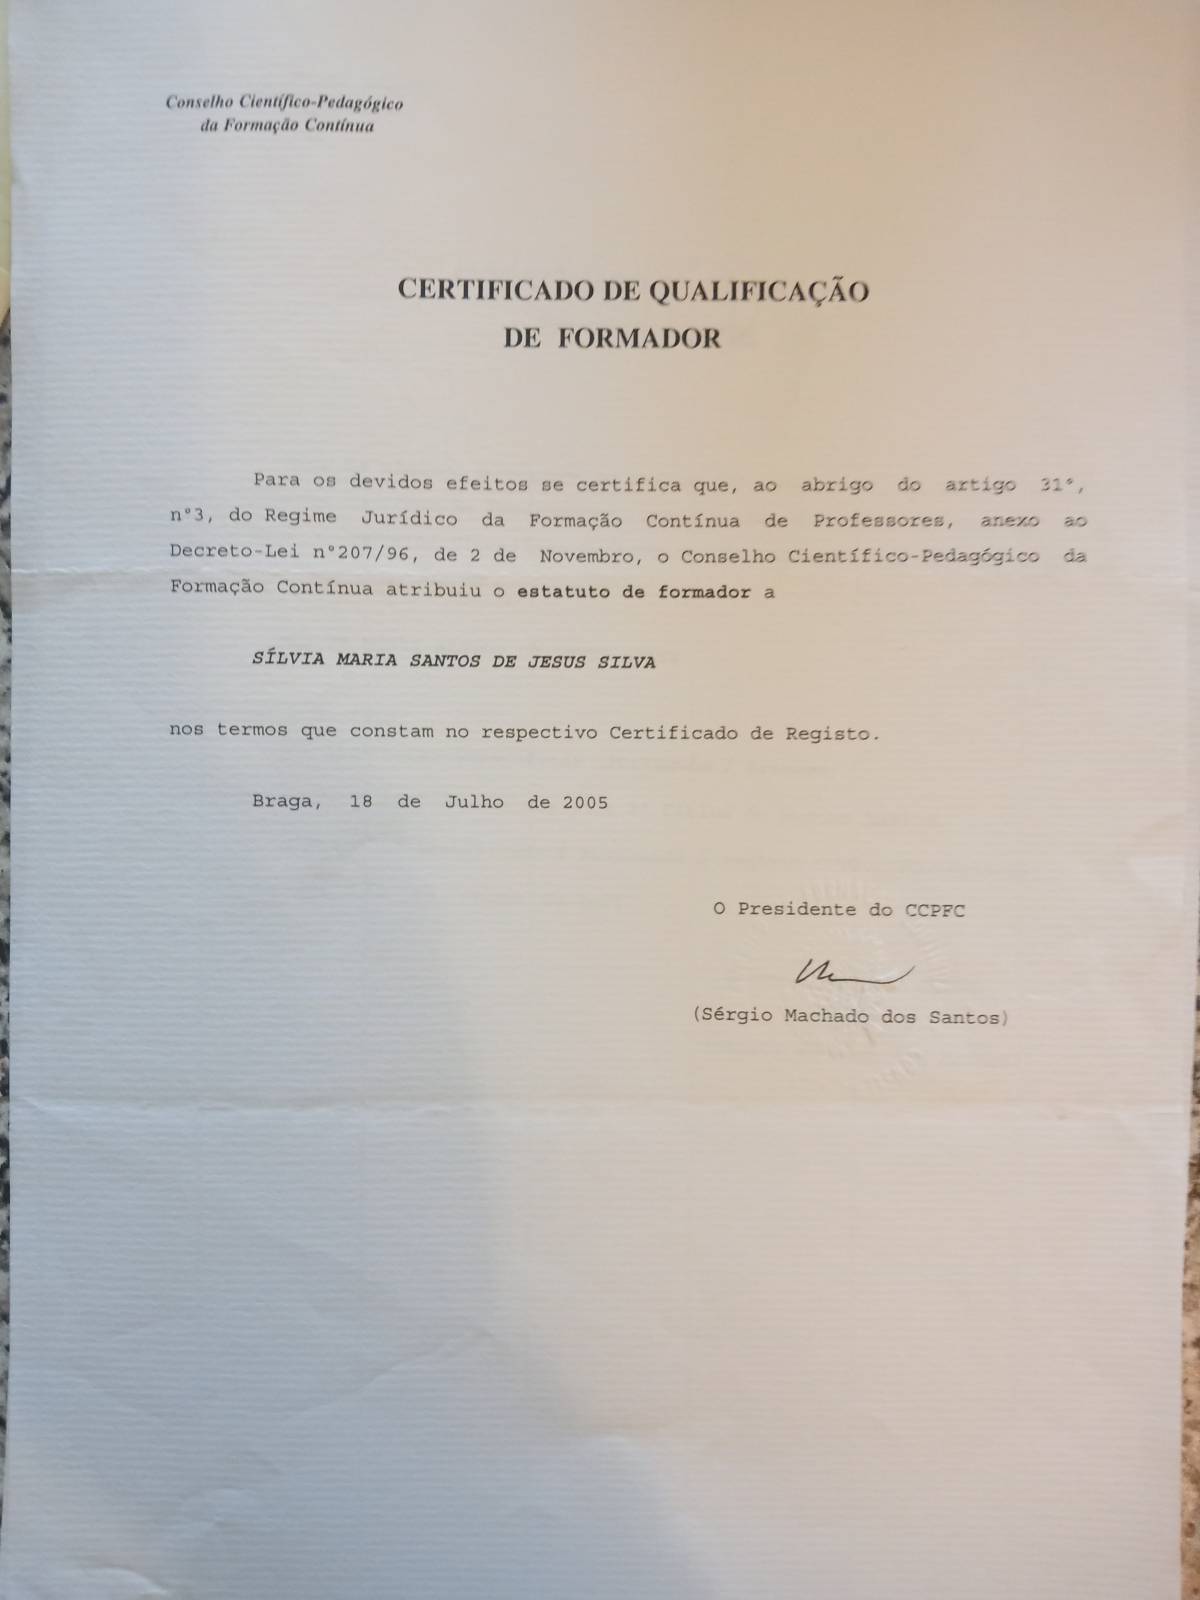 Conselho Científico-Pedagógico
da Formação Contínua
CERTIFICADO DE QUALIFICAÇÃO
DE FORMADOR
Para os devidos efeitos se certifica que, ao abrigo do artigo 31º,
nº3, do Regime Jurídico da Formação Contínua de Professores, anexo ao
Decreto-Lei nº207/96, de 2 de Novembro, o Conselho Científico-Pedagógico da
Formação Contínua atribuiu o estatuto de formador a
SÍLVIA MARIA SANTOS DE JESUS SILVA
nos termos que constam no respectivo Certificado de Registo.
Braga, 18 de Julho de 2005
O Presidente do CCPFC
(Sérgio Machado dos Santos)